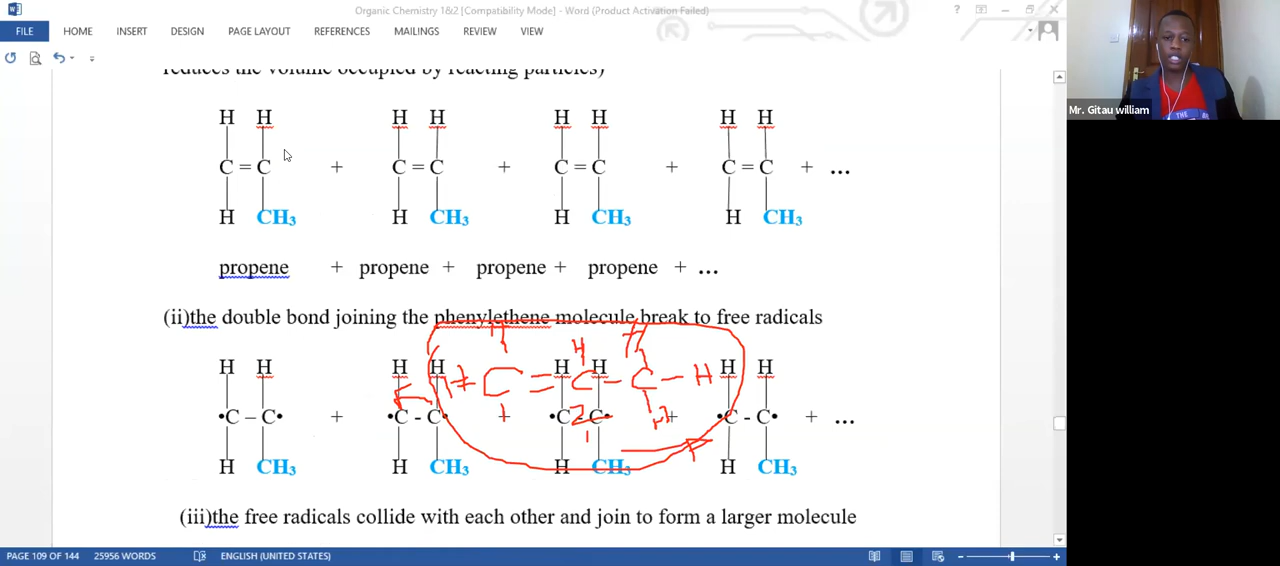 Organic Chemistry 1&2 [Compatibility Mode] - Word (Product Activation Failed)
FILE HOME INSERT DESIGN PAGE LAYOUT REFERENCES MAILINGS REVIEW VIEW
Mr. Gitau william
reduces the volume occupied by reacting particles)
H H H H H H H H
C = C + C = C + C = C + C = C + ...
H CH₃ H CH₃ H CH₃ H CH₃
propene + propene + propene + propene + ...
(ii)the double bond joining the phenylethene molecule break to free radicals
H H H
H H H H H H H H
C = C – C – H
•C – C• + •C - C• + •C - C• + •C - C• + ...
1 2
H CH₃ H CH₃ H CH₃ H CH₃
(iii)the free radicals collide with each other and join to form a larger molecule
PAGE 109 OF 144 25956 WORDS ENGLISH (UNITED STATES)